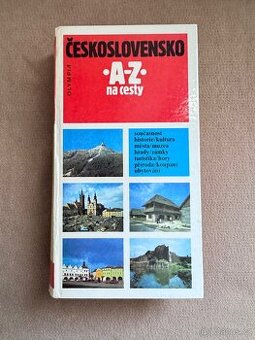 ČESKOSLOVENSKO
OLYMPIA
•A-Z•
na cesty
současnost
historie/kultura
města/muzea
hrady/zámky
turistika/hory
příroda/koupání
ubytování